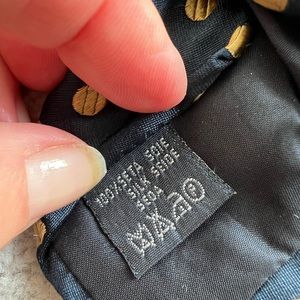 100% SETA SOIE
SILK SEIDE
SEDA
P